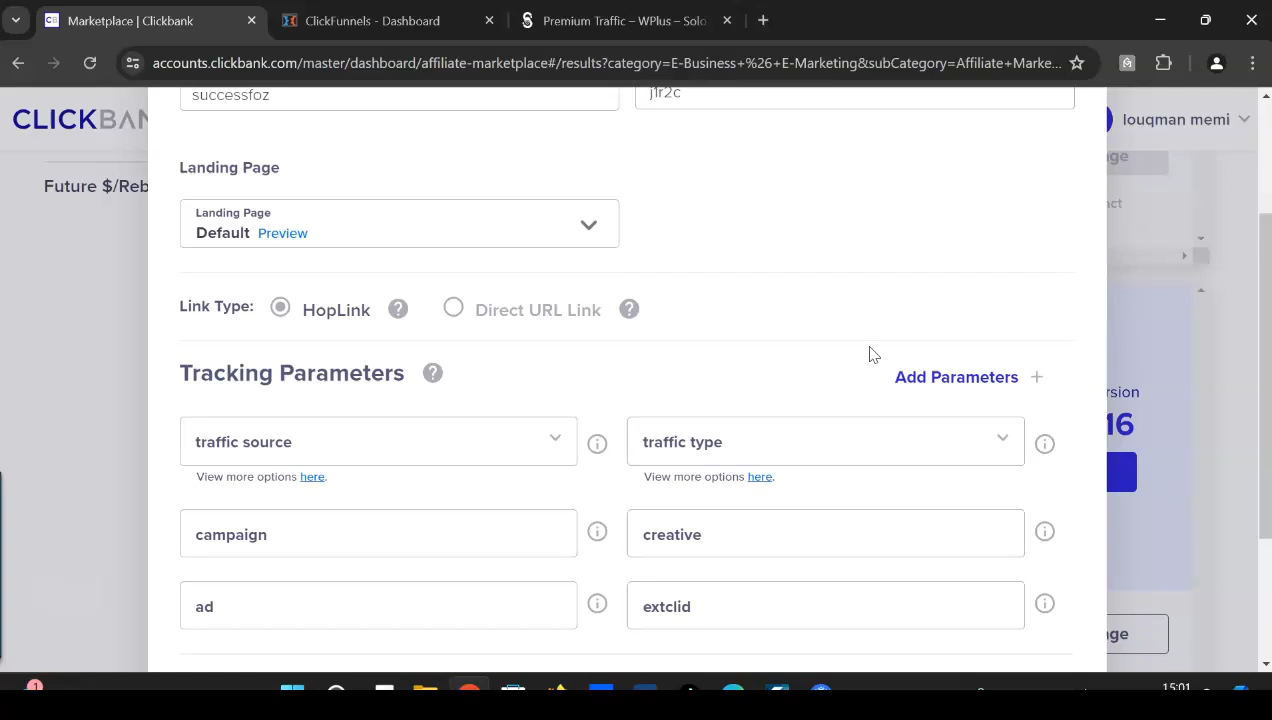 Marketplace | Clickbank
ClickFunnels - Dashboard
Premium Traffic – WPlus – Solo
accounts.clickbank.com/master/dashboard/affiliate-marketplace#/results?category=E-Business+%26+E-Marketing&subCategory=Affiliate+Marke...
successfoz
j1r2c
CLICKBAN
louqman memi
Landing Page
Future $/Reb
Landing Page
Default Preview
Link Type:
HopLink
Direct URL Link
Tracking Parameters
Add Parameters +
traffic source
traffic type
View more options here.
View more options here.
campaign
creative
ad
extclid
16
1
15:01